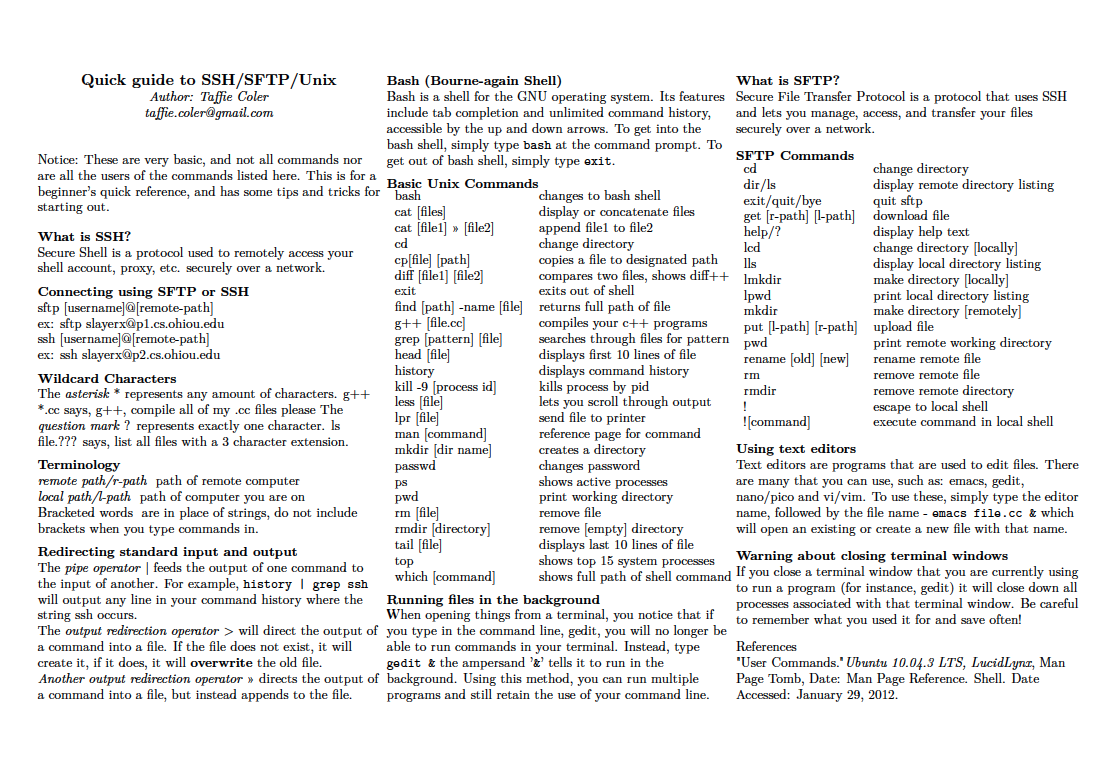 Quick guide to SSH/SFTP/Unix
Author: Taffie Coler
taffie.coler@gmail.com
Notice: These are very basic, and not all commands nor
are all the users of the commands listed here. This is for a
beginner's quick reference, and has some tips and tricks for
starting out.
What is SSH?
Secure Shell is a protocol used to remotely access your
shell account, proxy, etc. securely over a network.
Connecting using SFTP or SSH
sftp [username]@[remote-path]
ex: sftp slayerx@p1.cs.ohiou.edu
ssh [username]@[remote-path]
ex: ssh slayerx@p2.cs.ohiou.edu
Wildcard Characters
The asterisk * represents any amount of characters. g++
*.cc says, g++, compile all of my .cc files please The
question mark ? represents exactly one character. ls
file.??? says, list all files with a 3 character extension.
Terminology
remote path/r-path path of remote computer
local path/l-path path of computer you are on
Bracketed words are in place of strings, do not include
brackets when you type commands in.
Redirecting standard input and output
The pipe operator | feeds the output of one command to
the input of another. For example, history | grep ssh
will output any line in your command history where the
string ssh occurs.
The output redirection operator > will direct the output of
a command into a file. If the file does not exist, it will
create it, if it does, it will overwrite the old file.
Another output redirection operator » directs the output of
a command into a file, but instead appends to the file.
Bash (Bourne-again Shell)
Bash is a shell for the GNU operating system. Its features
include tab completion and unlimited command history,
accessible by the up and down arrows. To get into the
bash shell, simply type bash at the command prompt. To
get out of bash shell, simply type exit.
Basic Unix Commands
bash changes to bash shell
cat [files] display or concatenate files
cat [file1] » [file2] append file1 to file2
cd change directory
cp[file] [path] copies a file to designated path
diff [file1] [file2] compares two files, shows diff++
exit exits out of shell
find [path] -name [file] returns full path of file
g++ [file.cc] compiles your c++ programs
grep [pattern] [file] searches through files for pattern
head [file] displays first 10 lines of file
history displays command history
kill -9 [process id] kills process by pid
less [file] lets you scroll through output
lpr [file] send file to printer
man [command] reference page for command
mkdir [dir name] creates a directory
passwd changes password
ps shows active processes
pwd print working directory
rm [file] remove file
rmdir [directory] remove [empty] directory
tail [file] displays last 10 lines of file
top shows top 15 system processes
which [command] shows full path of shell command
Running files in the background
When opening things from a terminal, you notice that if
you type in the command line, gedit, you will no longer be
able to run commands in your terminal. Instead, type
gedit & the ampersand '&' tells it to run in the
background. Using this method, you can run multiple
programs and still retain the use of your command line.
What is SFTP?
Secure File Transfer Protocol is a protocol that uses SSH
and lets you manage, access, and transfer your files
securely over a network.
SFTP Commands
cd change directory
dir/ls display remote directory listing
exit/quit/bye quit sftp
get [r-path] [l-path] download file
help/? display help text
lcd change directory [locally]
lls display local directory listing
lmkdir make directory [locally]
lpwd print local directory listing
mkdir make directory [remotely]
put [l-path] [r-path] upload file
pwd print remote working directory
rename [old] [new] rename remote file
rm remove remote file
rmdir remove remote directory
! escape to local shell
![command] execute command in local shell
Using text editors
Text editors are programs that are used to edit files. There
are many that you can use, such as: emacs, gedit,
nano/pico and vi/vim. To use these, simply type the editor
name, followed by the file name - emacs file.cc & which
will open an existing or create a new file with that name.
Warning about closing terminal windows
If you close a terminal window that you are currently using
to run a program (for instance, gedit) it will close down all
processes associated with that terminal window. Be careful
to remember what you used it for and save often!
References
"User Commands." Ubuntu 10.04.3 LTS, LucidLynx, Man
Page Tomb, Date: Man Page Reference. Shell. Date
Accessed: January 29, 2012.